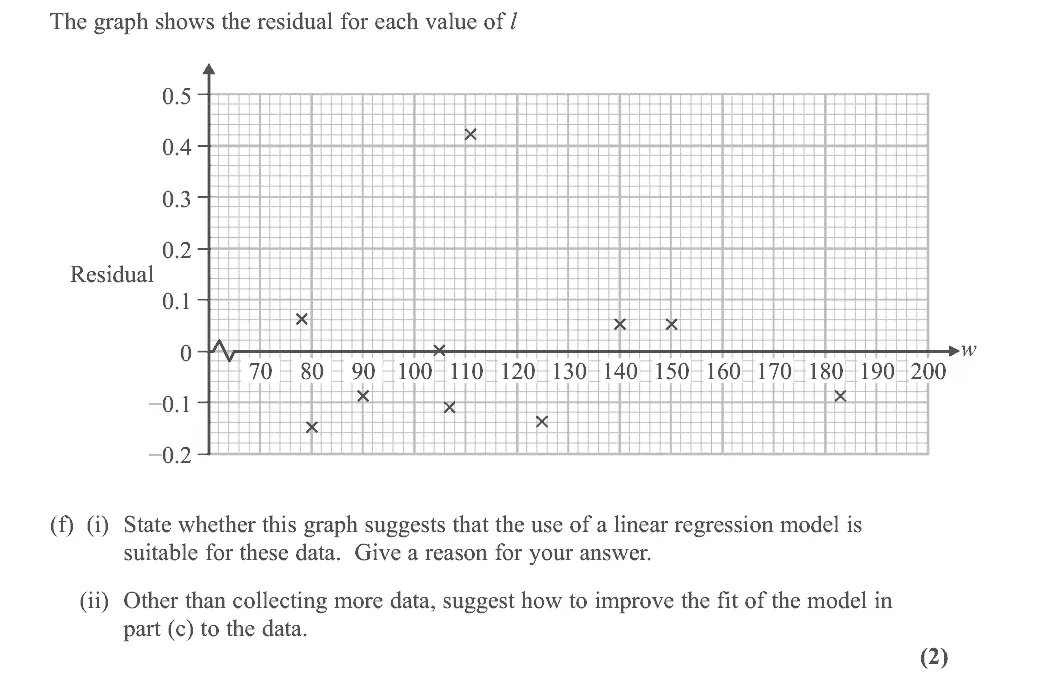 The graph shows the residual for each value of l
0.5
0.4
0.3
0.2
Residual
0.1
0
w
70 80 90 100 110 120 130 140 150 160 170 180 190 200
−0.1
−0.2
(f) (i) State whether this graph suggests that the use of a linear regression model is
suitable for these data. Give a reason for your answer.
(ii) Other than collecting more data, suggest how to improve the fit of the model in
part (c) to the data.
(2)